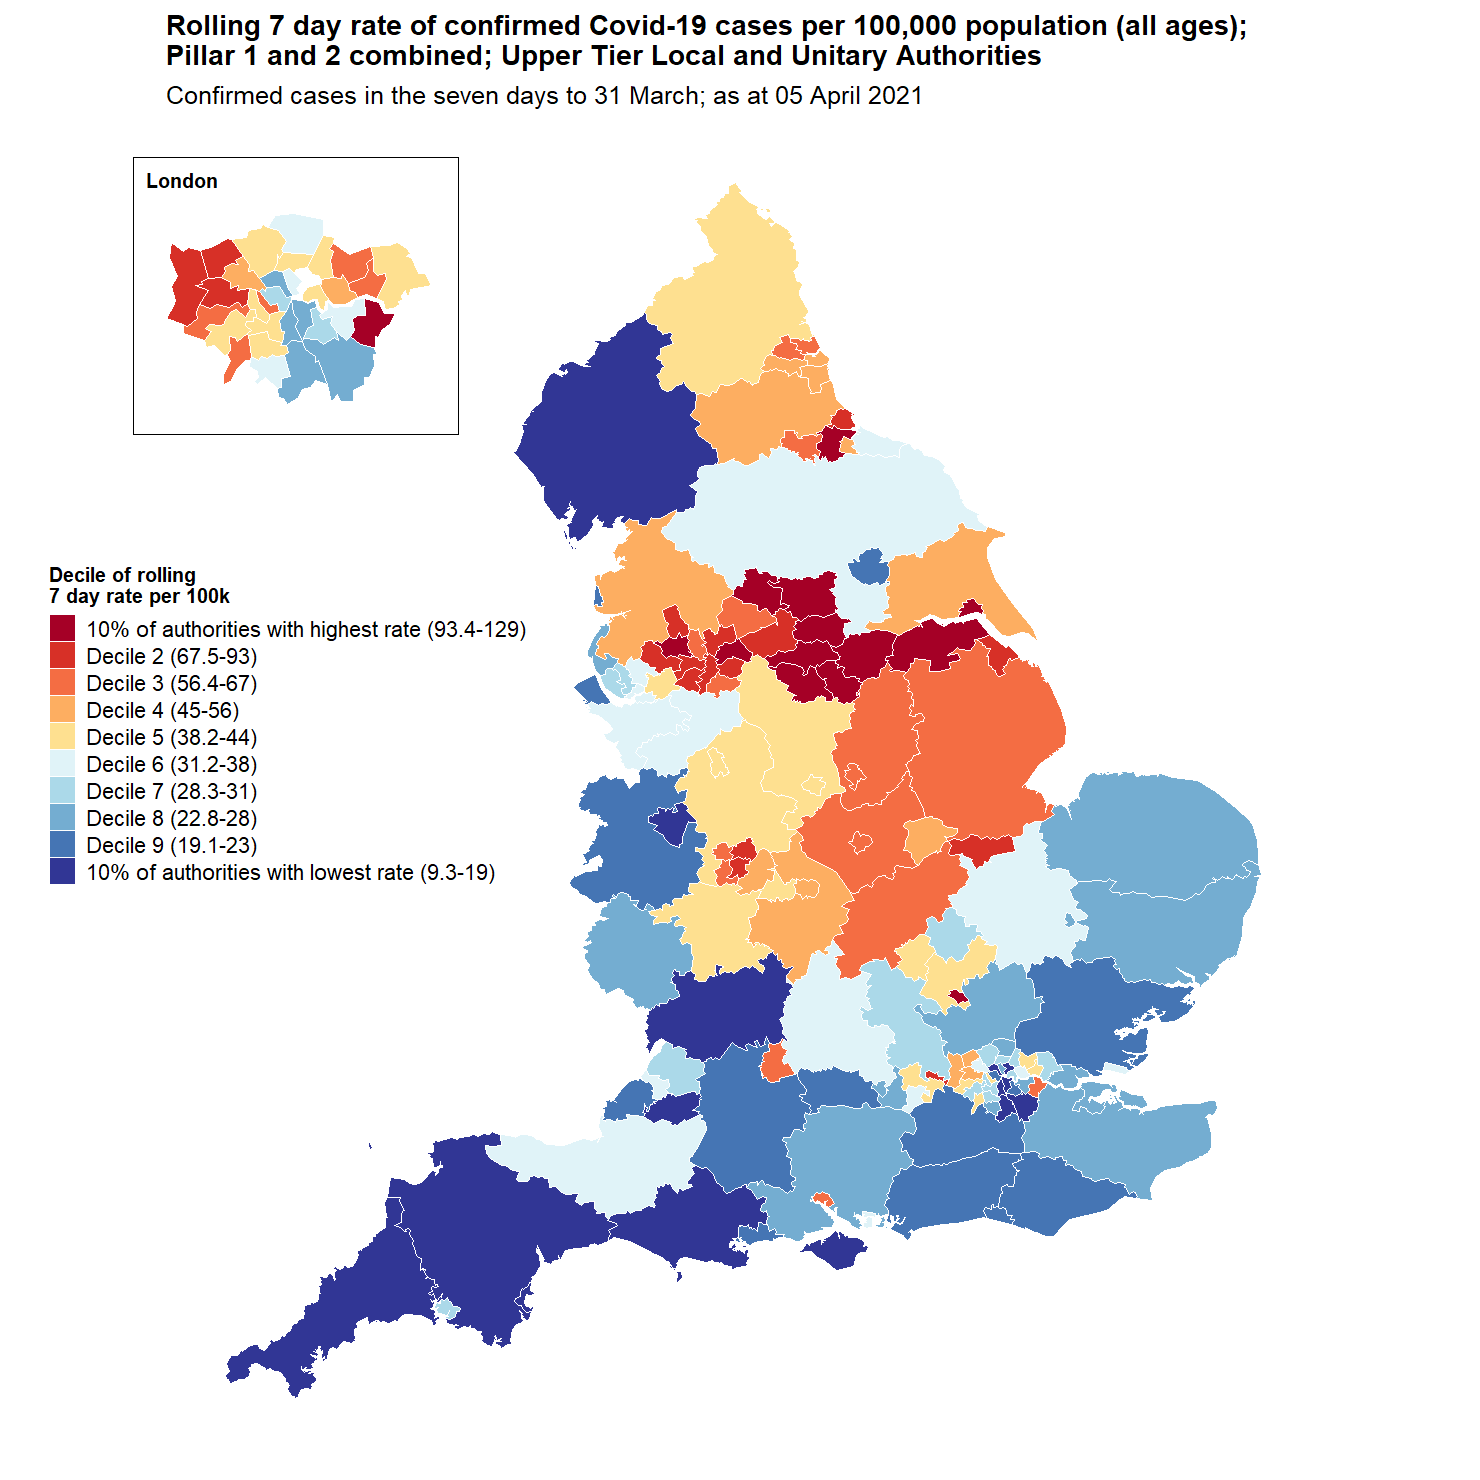 Rolling 7 day rate of confirmed Covid-19 cases per 100,000 population (all ages);
Pillar 1 and 2 combined; Upper Tier Local and Unitary Authorities
Confirmed cases in the seven days to 31 March; as at 05 April 2021
London
Decile of rolling
7 day rate per 100k
10% of authorities with highest rate (93.4-129)
Decile 2 (67.5-93)
Decile 3 (56.4-67)
Decile 4 (45-56)
Decile 5 (38.2-44)
Decile 6 (31.2-38)
Decile 7 (28.3-31)
Decile 8 (22.8-28)
Decile 9 (19.1-23)
10% of authorities with lowest rate (9.3-19)